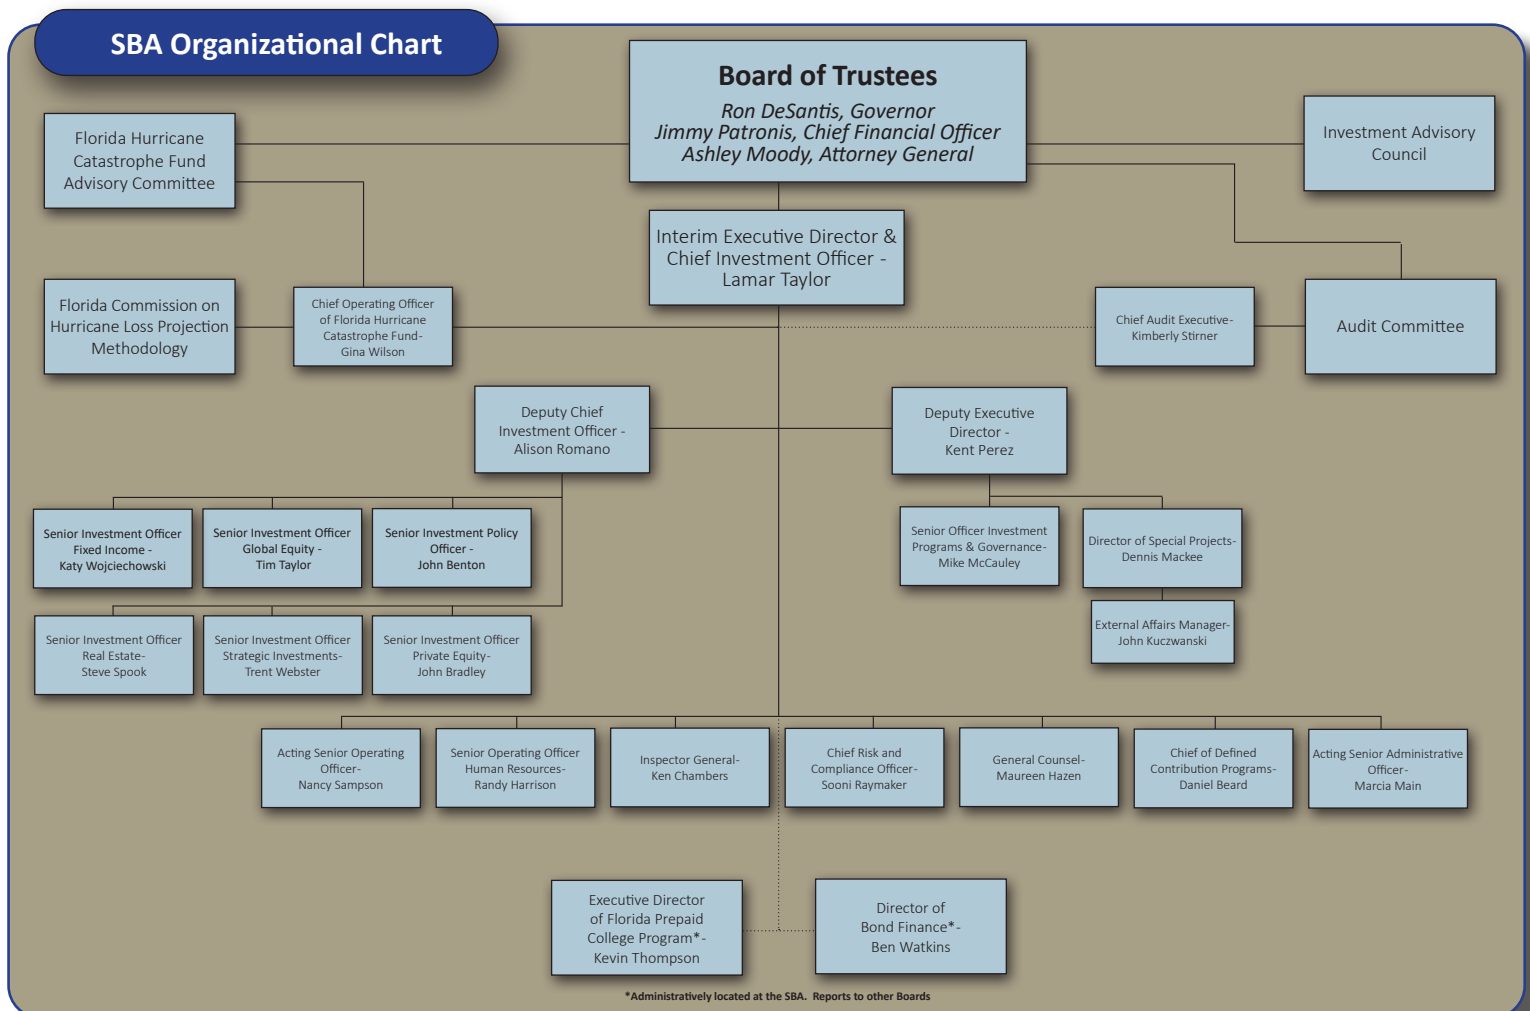 SBA Organizational Chart
Board of Trustees
Ron DeSantis, Governor
Jimmy Patronis, Chief Financial Officer
Ashley Moody, Attorney General
Florida Hurricane
Catastrophe Fund
Advisory Committee
Investment Advisory
Council
Interim Executive Director &
Chief Investment Officer -
Lamar Taylor
Florida Commission on
Hurricane Loss Projection
Methodology
Chief Operating Officer
of Florida Hurricane
Catastrophe Fund-
Gina Wilson
Chief Audit Executive-
Kimberly Stirner
Audit Committee
Deputy Chief
Investment Officer -
Alison Romano
Deputy Executive
Director -
Kent Perez
Senior Investment Officer
Fixed Income -
Katy Wojciechowski
Senior Investment Officer
Global Equity -
Tim Taylor
Senior Investment Policy
Officer -
John Benton
Senior Officer Investment
Programs & Governance-
Mike McCauley
Director of Special Projects-
Dennis Mackee
External Affairs Manager-
John Kuczwanski
Senior Investment Officer
Real Estate-
Steve Spook
Senior Investment Officer
Strategic Investments-
Trent Webster
Senior Investment Officer
Private Equity-
John Bradley
Acting Senior Operating
Officer-
Nancy Sampson
Senior Operating Officer
Human Resources-
Randy Harrison
Inspector General-
Ken Chambers
Chief Risk and
Compliance Officer-
Sooni Raymaker
General Counsel-
Maureen Hazen
Chief of Defined
Contribution Programs-
Daniel Beard
Acting Senior Administrative
Officer-
Marcia Main
Executive Director
of Florida Prepaid
College Program*-
Kevin Thompson
Director of
Bond Finance*-
Ben Watkins
*Administratively located at the SBA.  Reports to other Boards